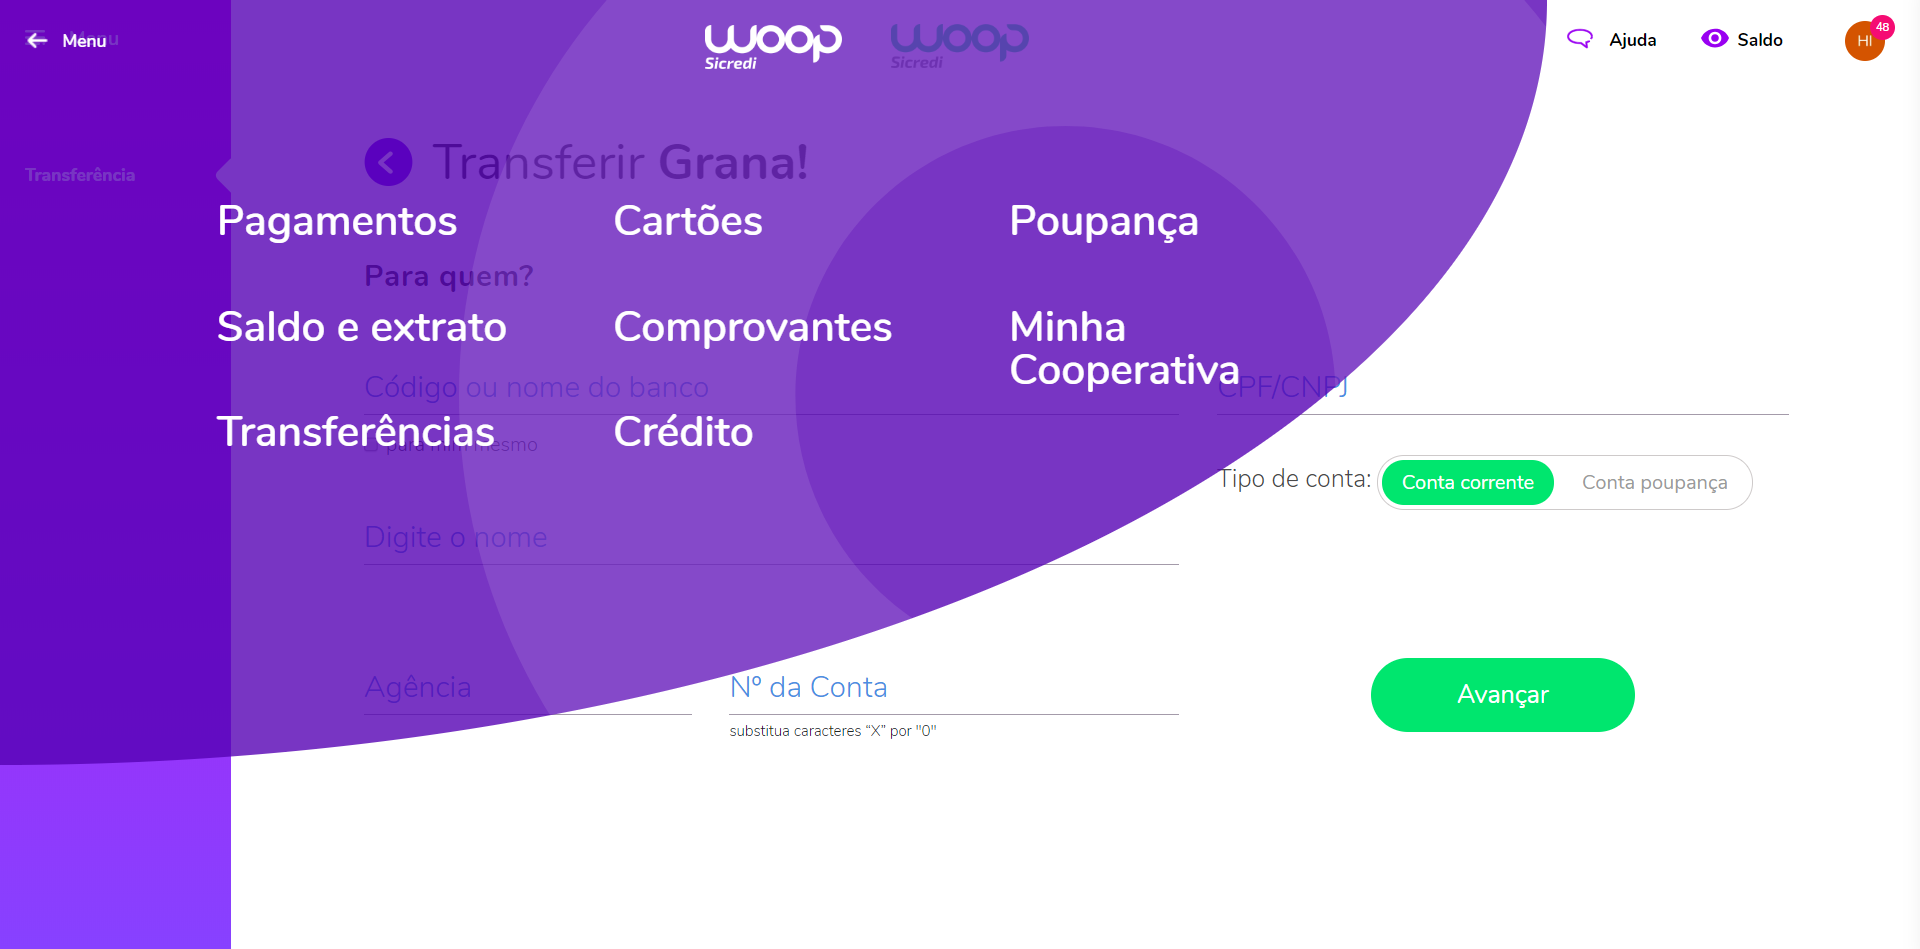 Menu
Menu
woop
Sicredi
woop
Sicredi
Ajuda
Saldo
HI
48
Transferir Grana!
Transferência
Pagamentos
Cartões
Poupança
Para quem?
Saldo e extrato
Comprovantes
Minha
Cooperativa
Código ou nome do banco
CPF/CNPJ
Transferências
Crédito
para mim mesmo
Tipo de conta:
Conta corrente
Conta poupança
Digite o nome
Agência
Nº da Conta
Avançar
substitua caracteres “X” por "0"